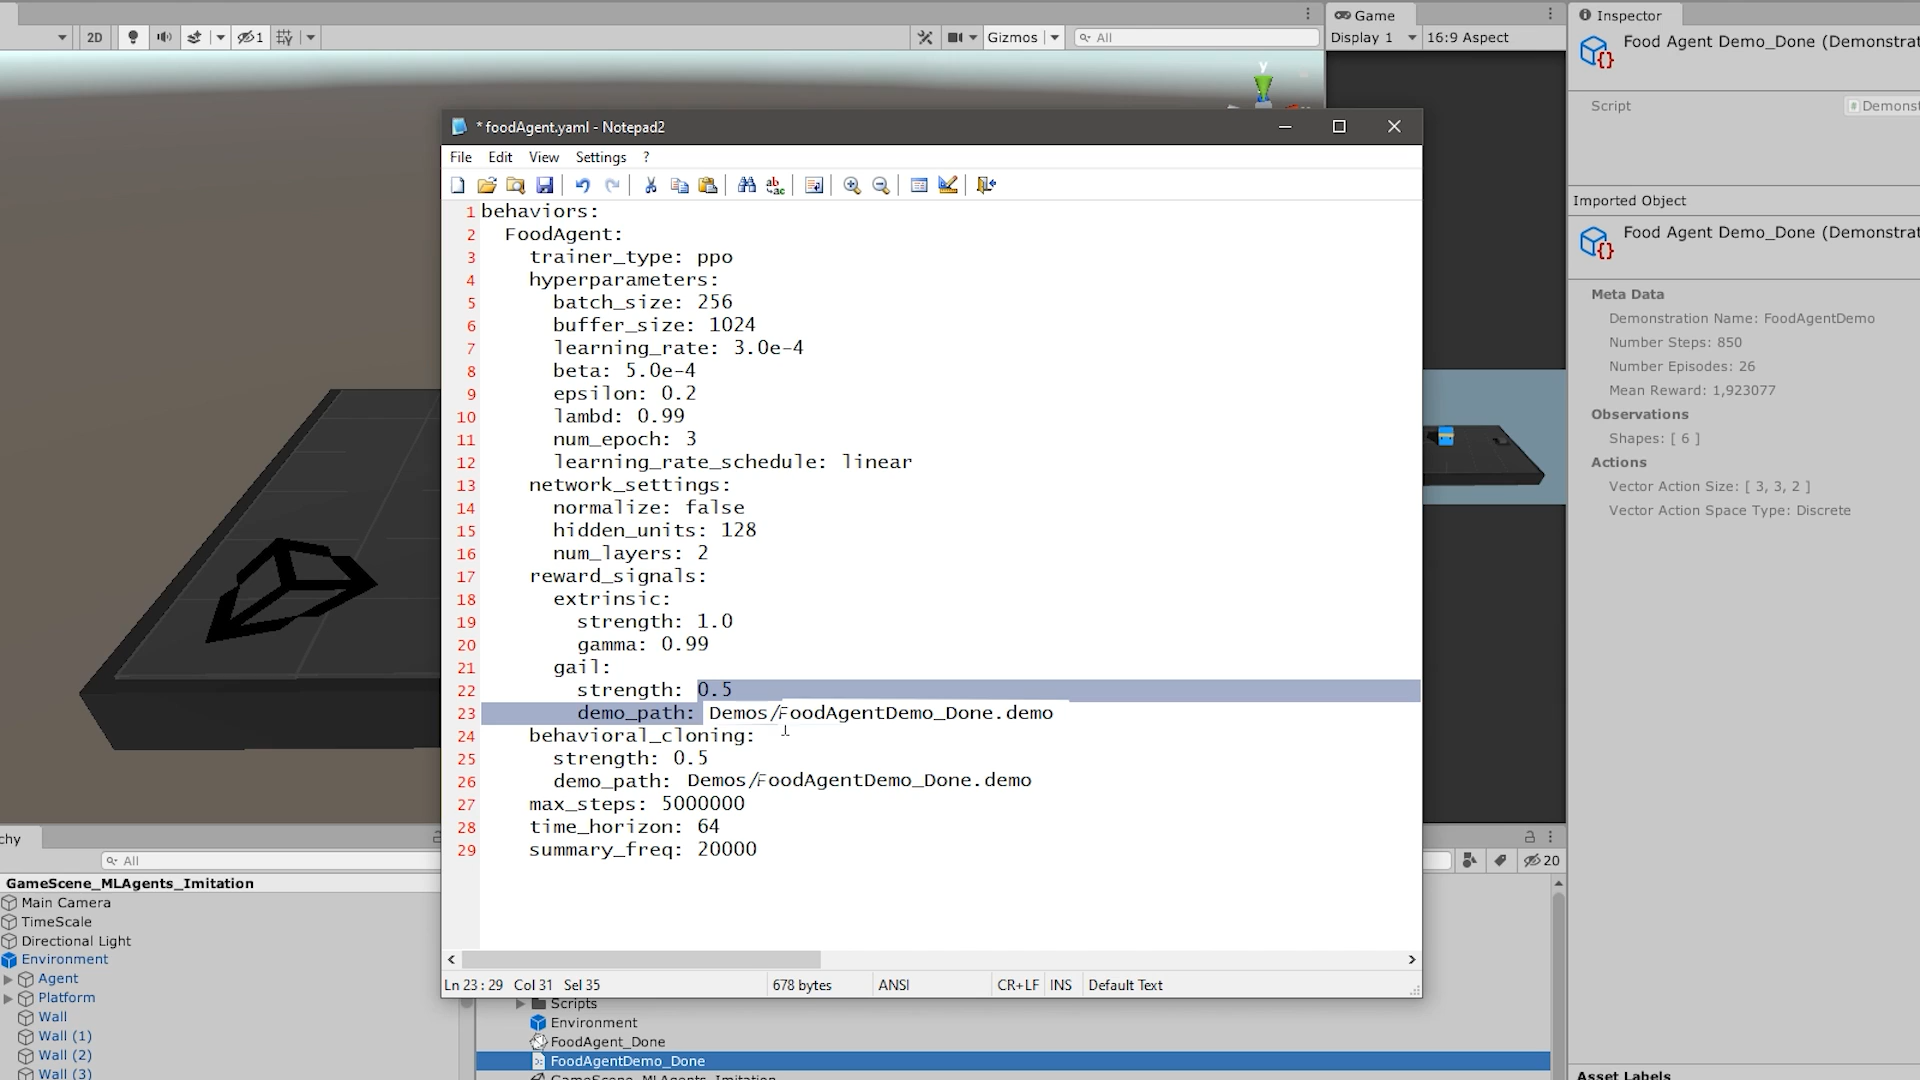 2D
1
Gizmos
All
Game
Display 1
16:9 Aspect
Inspector
Food Agent Demo_Done (Demonstrat
Script
Demonst
Imported Object
Food Agent Demo_Done (Demonstrat
Meta Data
Demonstration Name: FoodAgentDemo
Number Steps: 850
Number Episodes: 26
Mean Reward: 1,923077
Observations
Shapes: [ 6 ]
Actions
Vector Action Size: [ 3, 3, 2 ]
Vector Action Space Type: Discrete
Asset Labels
y
* foodAgent.yaml - Notepad2
File Edit View Settings ?
1 behaviors:
2 FoodAgent:
3 trainer_type: ppo
4 hyperparameters:
5 batch_size: 256
6 buffer_size: 1024
7 learning_rate: 3.0e-4
8 beta: 5.0e-4
9 epsilon: 0.2
10 lambd: 0.99
11 num_epoch: 3
12 learning_rate_schedule: linear
13 network_settings:
14 normalize: false
15 hidden_units: 128
16 num_layers: 2
17 reward_signals:
18 extrinsic:
19 strength: 1.0
20 gamma: 0.99
21 gail:
22 strength: 0.5
23 demo_path: Demos/FoodAgentDemo_Done.demo
24 behavioral_cloning:
25 strength: 0.5
26 demo_path: Demos/FoodAgentDemo_Done.demo
27 max_steps: 5000000
28 time_horizon: 64
29 summary_freq: 20000
Ln 23 : 29 Col 31 Sel 35
678 bytes
ANSI
CR+LF INS
Default Text
chy
All
20
GameScene_MLAgents_Imitation
Main Camera
TimeScale
Directional Light
Environment
Agent
Platform
Wall
Wall (1)
Wall (2)
Wall (3)
Scripts
Environment
FoodAgent_Done
FoodAgentDemo_Done
GameScene_MLAgents_Imitation